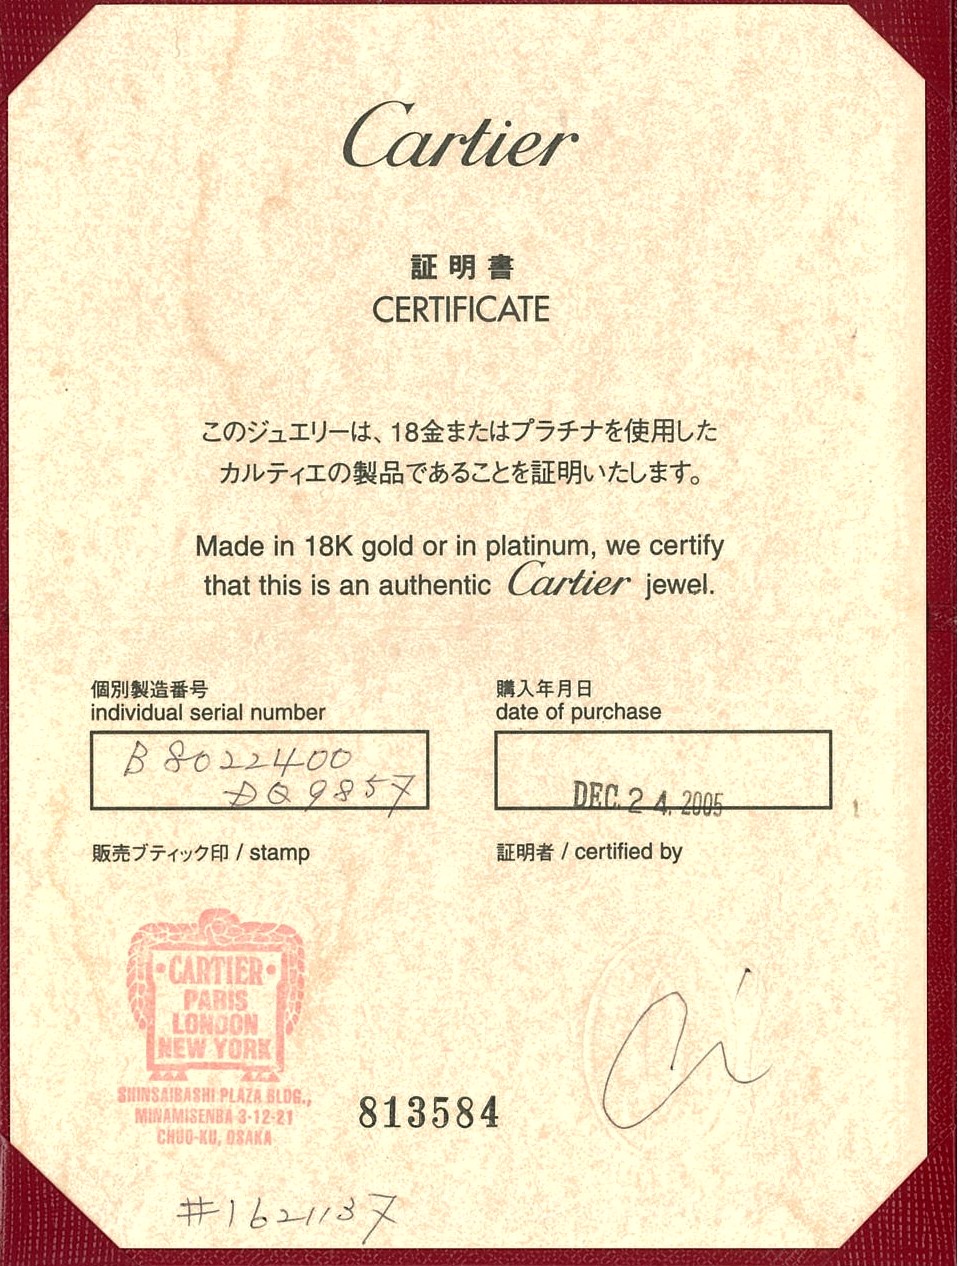 Cartier
証明書
CERTIFICATE
このジュエリーは、18金またはプラチナを使用した
カルティエの製品であることを証明いたします。
Made in 18K gold or in platinum, we certify
that this is an authentic Cartier jewel.
個別製造番号
individual serial number
B8022400
DQ9857
購入年月日
date of purchase
DEC. 24. 2005
販売ブティック印 / stamp
証明者 / certified by
・CARTIER・
PARIS
LONDON
NEW YORK
SHINSAIBASHI PLAZA BLDG.,
MINAMISENBA 3-12-21
CHUO-KU, OSAKA
813584
#1621137